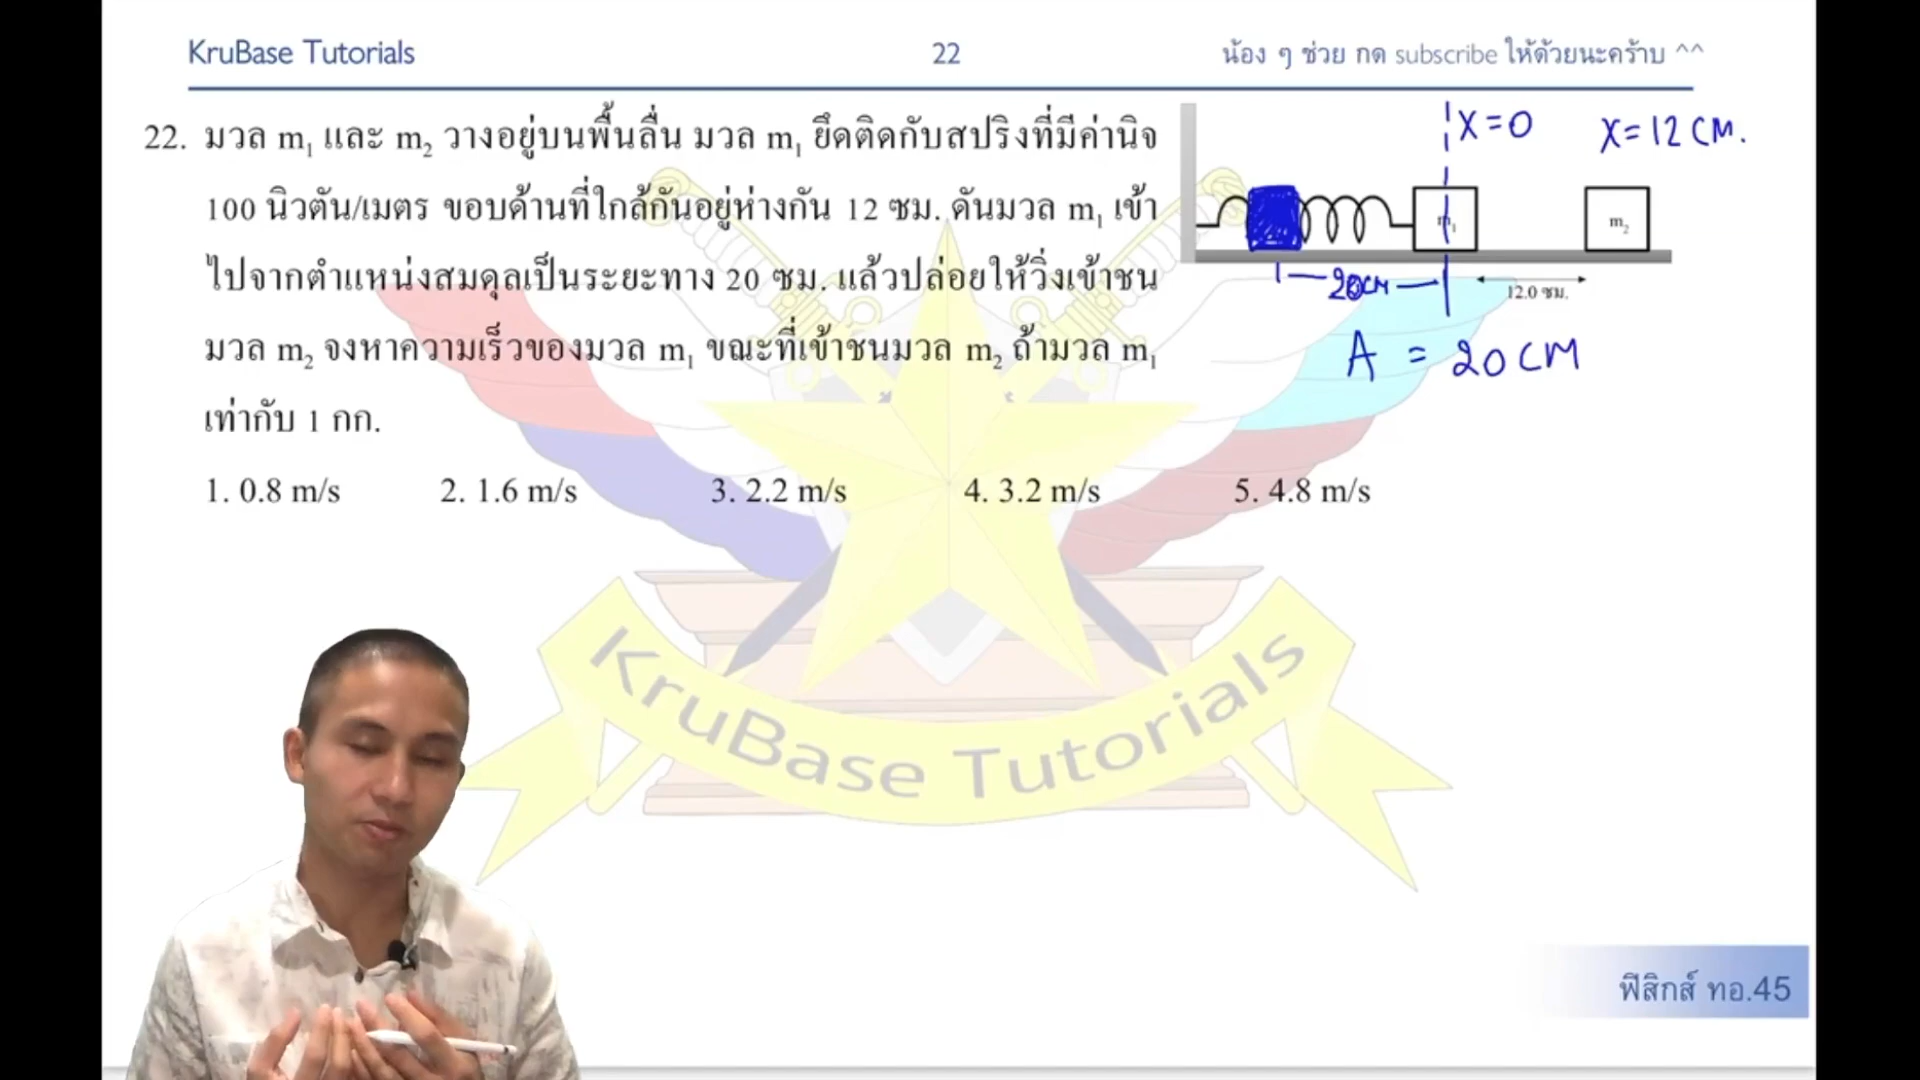 KruBase Tutorials
22
น้อง ๆ ช่วย กด subscribe ให้ด้วยนะคร้าบ ^^
22. มวล m₁ และ m₂ วางอยู่บนพื้นลื่น มวล m₁ ยึดติดกับสปริงที่มีค่านิจ
100 นิวตัน/เมตร ขอบด้านที่ใกล้กันอยู่ห่างกัน 12 ซม. ดันมวล m₁ เข้า
ไปจากตำแหน่งสมดุลเป็นระยะทาง 20 ซม. แล้วปล่อยให้วิ่งเข้าชน
มวล m₂ จงหาความเร็วของมวล m₁ ขณะที่เข้าชนมวล m₂ ถ้ามวล m₁
เท่ากับ 1 กก.
1. 0.8 m/s 2. 1.6 m/s 3. 2.2 m/s 4. 3.2 m/s 5. 4.8 m/s
X=0
X=12 CM.
m₁
m₂
20cm
12.0 ซม.
A = 20 CM
KruBase Tutorials
ฟิสิกส์ ทอ.45